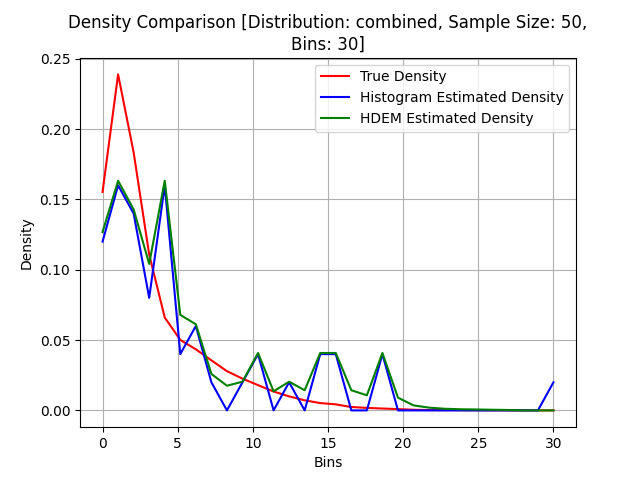 Density Comparison [Distribution: combined, Sample Size: 50,
Bins: 30]
True Density
Histogram Estimated Density
HDEM Estimated Density
Density
0.25
0.20
0.15
0.10
0.05
0.00
0 5 10 15 20 25 30
Bins